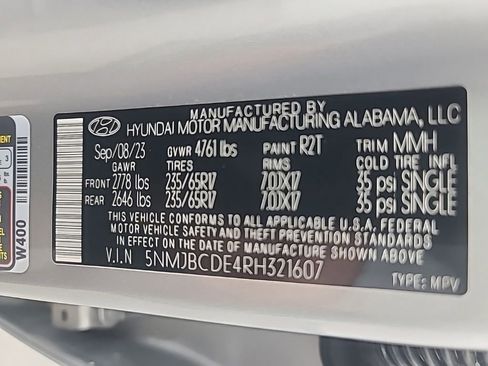 MANUFACTURED BY
HYUNDAI MOTOR MANUFACTURING ALABAMA, LLC
Sep/08/23 GVWR 4761 lbs PAINT R2T TRIM MMH
GAWR TIRES RIMS COLD TIRE INFL
FRONT 2778 lbs 235/65R17 7.0JX17 35 psi SINGLE
REAR 2646 lbs 235/65R17 7.0JX17 35 psi SINGLE
THIS VEHICLE CONFORMS TO ALL APPLICABLE U.S.A. FEDERAL
MOTOR VEHICLE SAFETY AND THEFT PREVENTION STANDARDS
IN EFFECT ON THE DATE OF MANUFACTURE SHOWN ABOVE
V.I.N 5NMJBCDE4RH321607
TYPE: MPV
W400
3